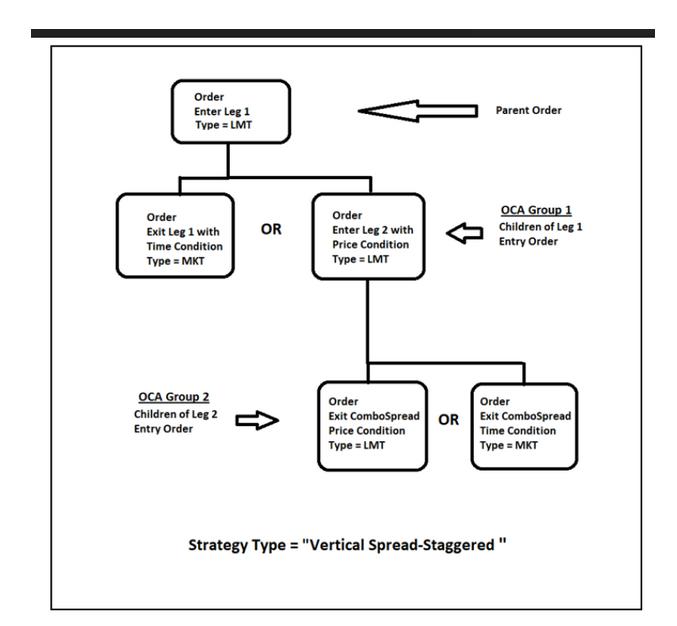 Order
Enter Leg 1
Type = LMT
Parent Order
Order
Exit Leg 1 with
Time Condition
Type = MKT
OR
Order
Enter Leg 2 with
Price Condition
Type = LMT
OCA Group 1
Children of Leg 1
Entry Order
OCA Group 2
Children of Leg 2
Entry Order
Order
Exit ComboSpread
Price Condition
Type = LMT
OR
Order
Exit ComboSpread
Time Condition
Type = MKT
Strategy Type = "Vertical Spread-Staggered "